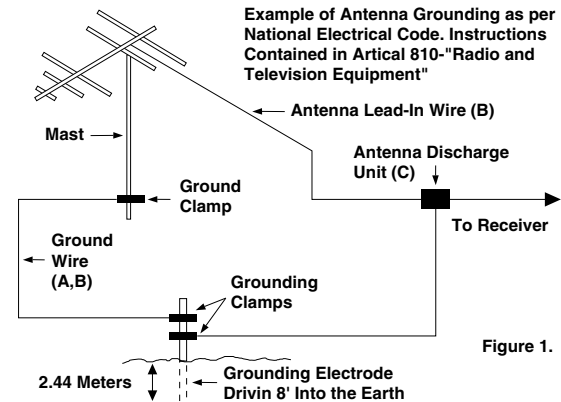 Example of Antenna Grounding as per
National Electrical Code. Instructions
Contained in Artical 810-"Radio and
Television Equipment"
Antenna Lead-In Wire (B)
Mast
Antenna Discharge
Unit (C)
Ground
Clamp
To Receiver
Ground
Wire
(A,B)
Grounding
Clamps
Figure 1.
2.44 Meters
Grounding Electrode
Drivin 8' Into the Earth